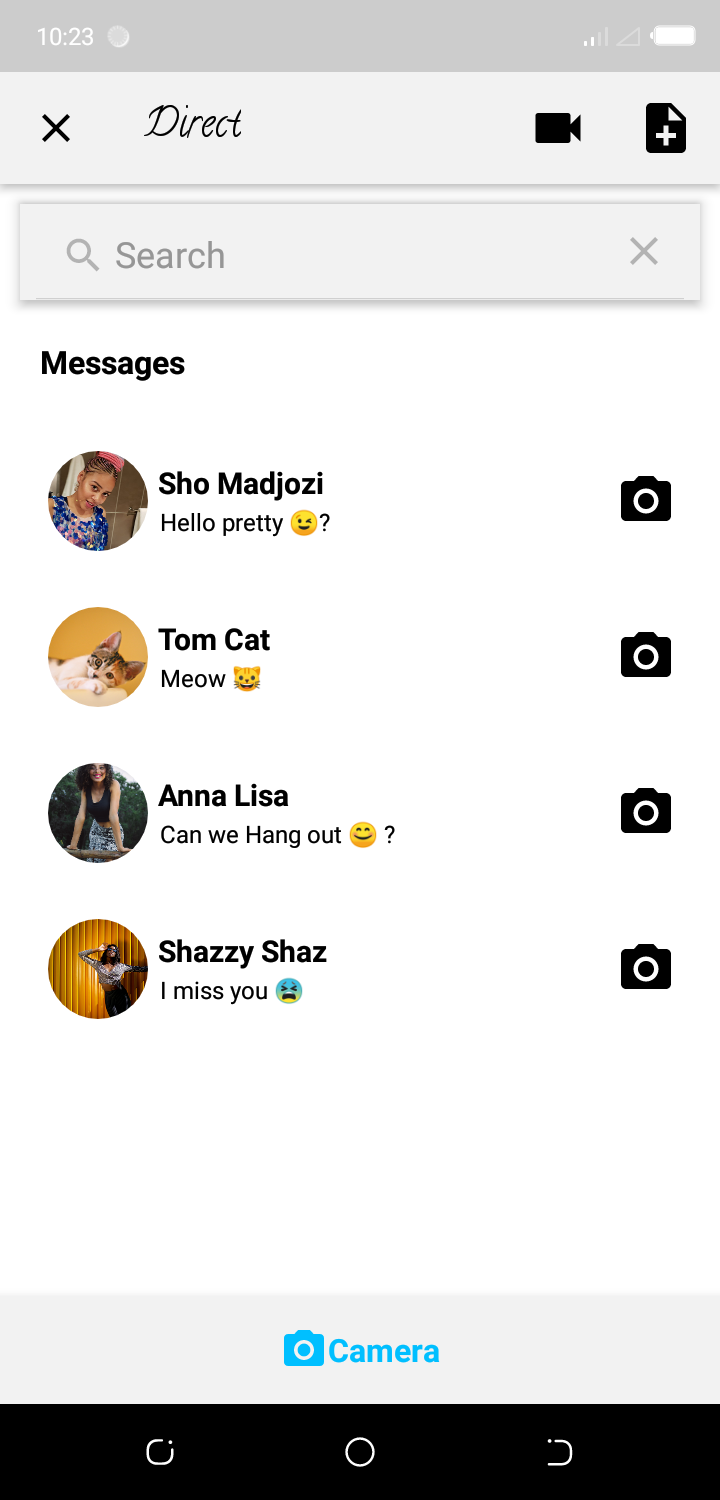 10:23
Direct
Search
Messages
Sho Madjozi
Hello pretty 😉?
Tom Cat
Meow 😺
Anna Lisa
Can we Hang out 😊 ?
Shazzy Shaz
I miss you 😫
Camera